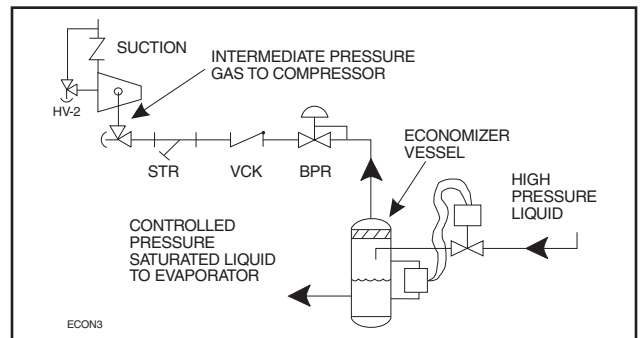 SUCTION
INTERMEDIATE PRESSURE
GAS TO COMPRESSOR
HV-2
STR
VCK
BPR
ECONOMIZER
VESSEL
HIGH
PRESSURE
LIQUID
CONTROLLED
PRESSURE
SATURATED LIQUID
TO EVAPORATOR
ECON3